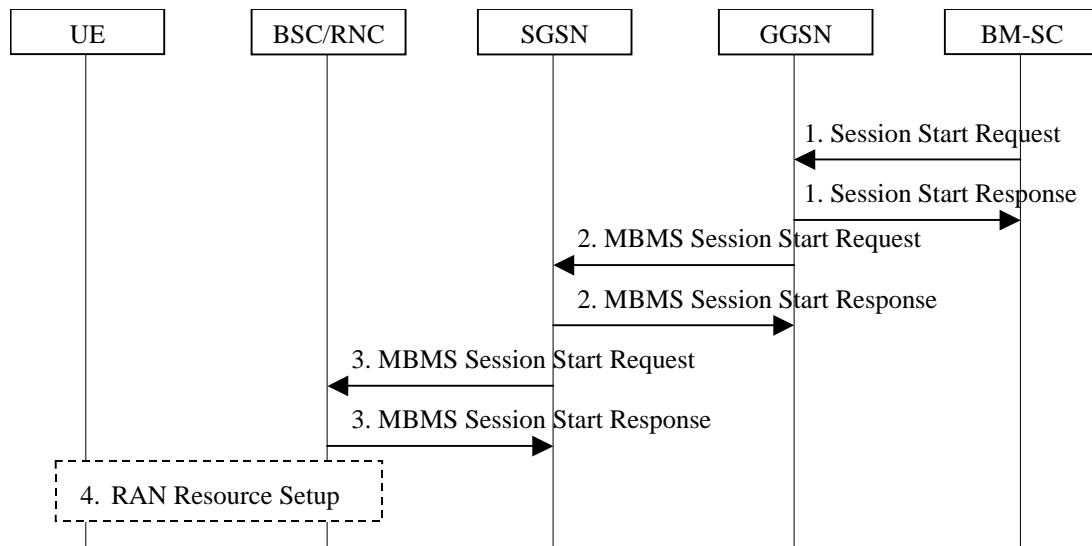 UE
BSC/RNC
SGSN
GGSN
BM-SC
1. Session Start Request
1. Session Start Response
2. MBMS Session Start Request
2. MBMS Session Start Response
3. MBMS Session Start Request
3. MBMS Session Start Response
4. RAN Resource Setup